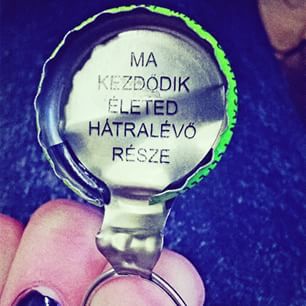 MA
KEZDŐDIK
ÉLETED
HÁTRALÉVŐ
RÉSZE